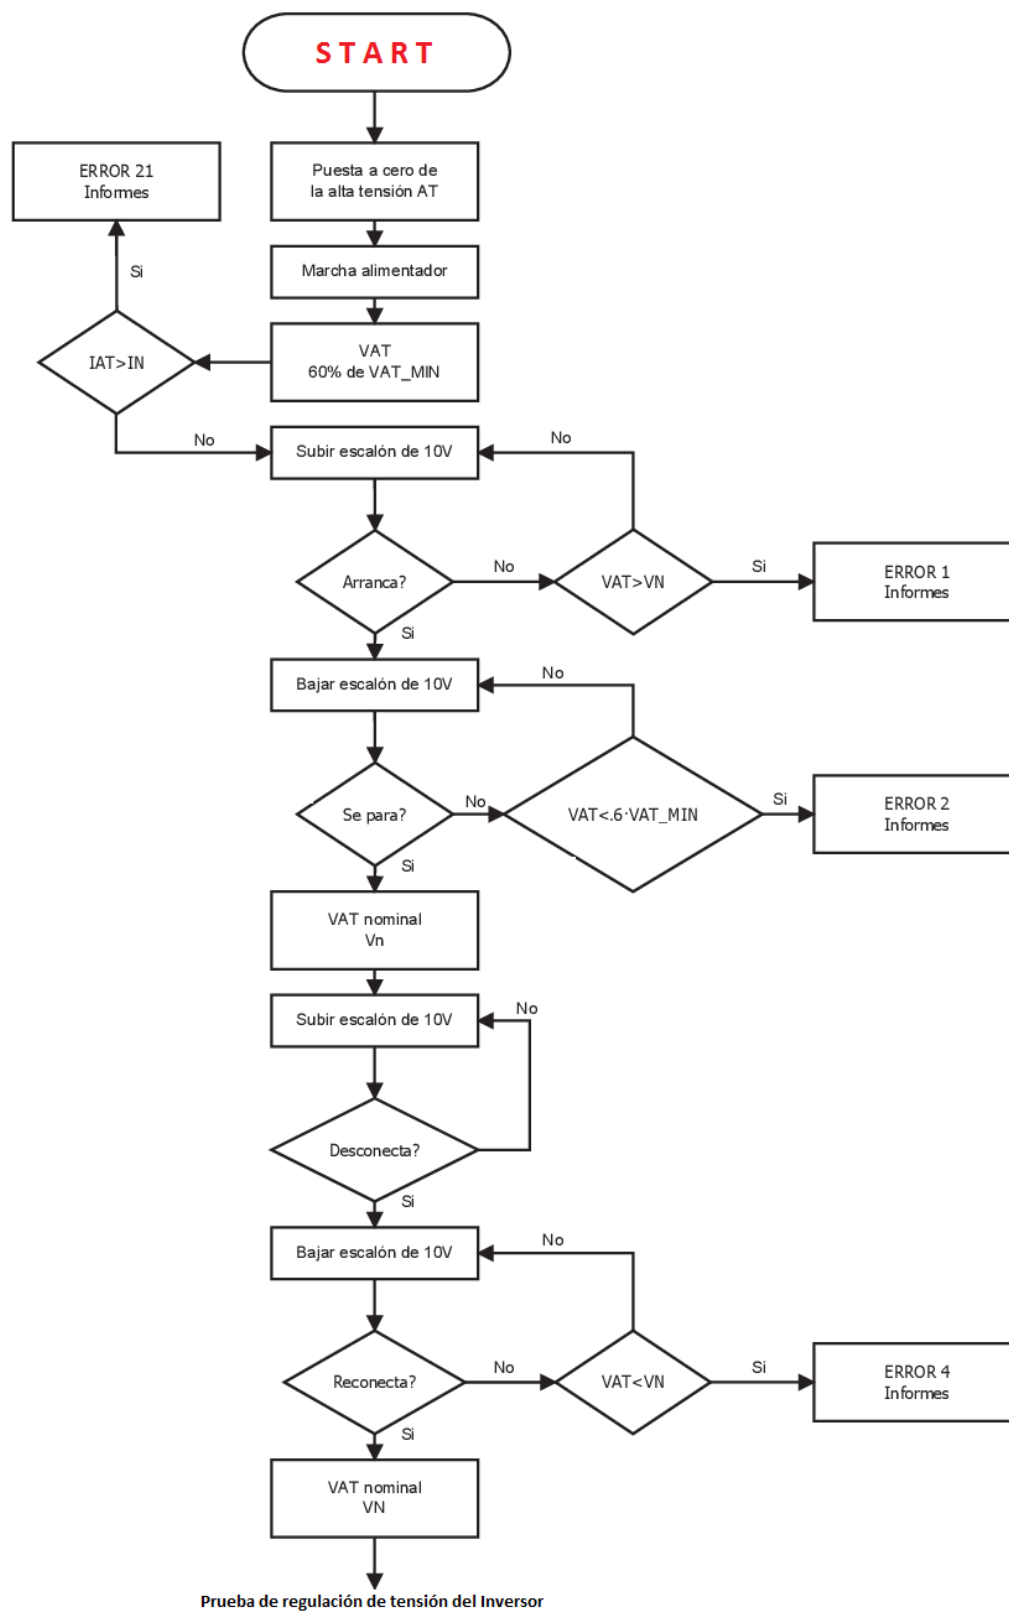 START
Puesta a cero de
la alta tensión AT
ERROR 21
Informes
Si
Marcha alimentador
IAT>IN
VAT
60% de VAT_MIN
No
Subir escalón de 10V
No
Arranca?
No
VAT>VN
Si
ERROR 1
Informes
Si
Bajar escalón de 10V
No
Se para?
No
VAT<.6·VAT_MIN
Si
ERROR 2
Informes
Si
VAT nominal
Vn
Subir escalón de 10V
No
Desconecta?
Si
Bajar escalón de 10V
No
Reconecta?
No
VAT<VN
Si
ERROR 4
Informes
Si
VAT nominal
VN
Prueba de regulación de tensión del Inversor